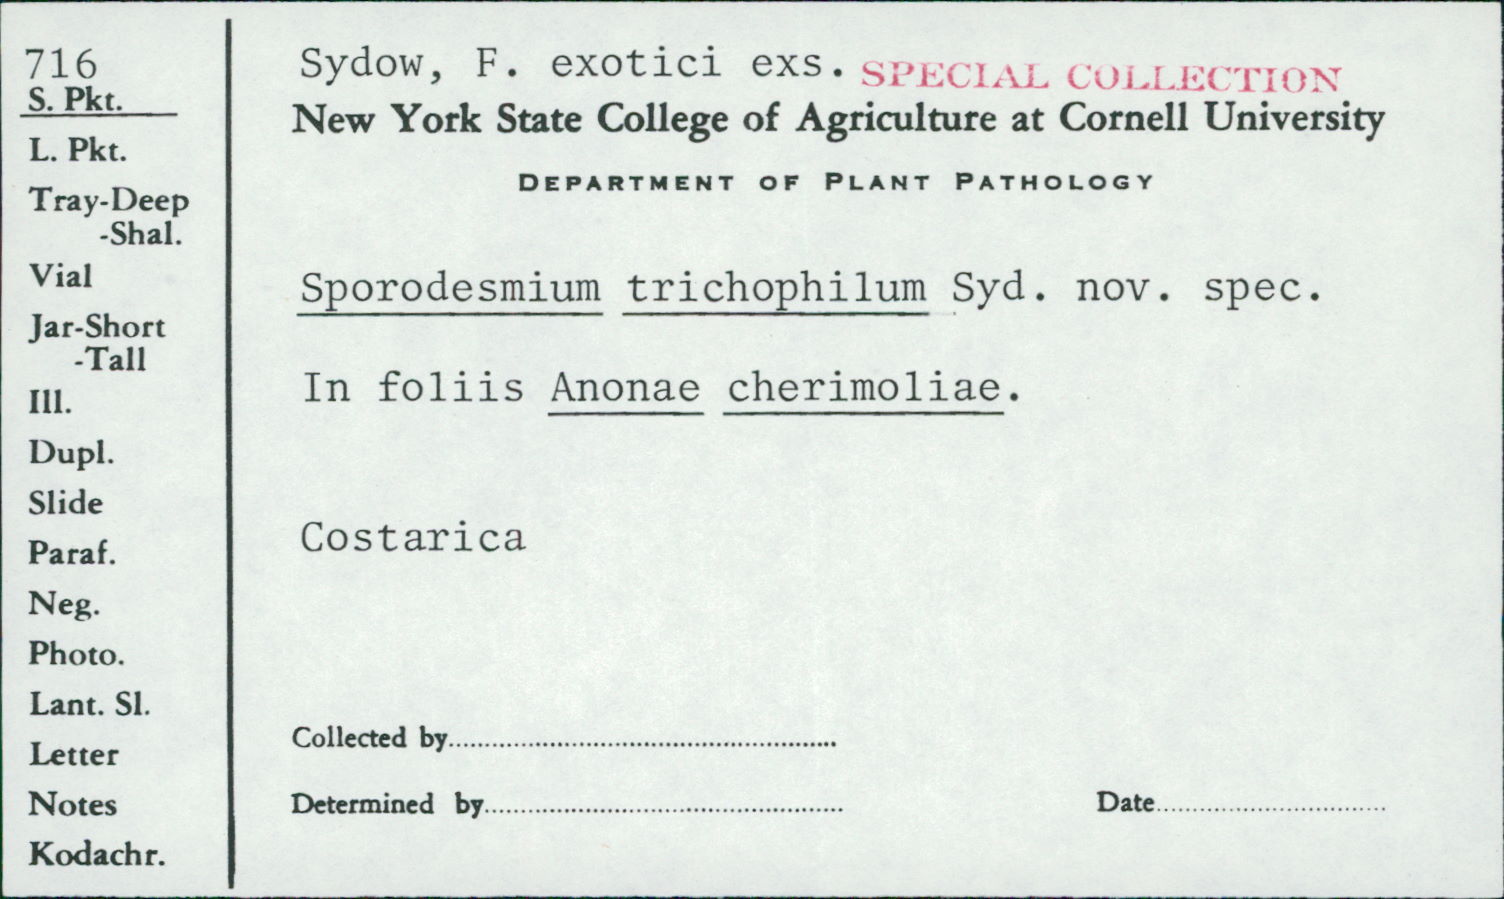 716
S. Pkt.
L. Pkt.
Tray-Deep
-Shal.
Vial
Jar-Short
-Tall
Ill.
Dupl.
Slide
Paraf.
Neg.
Photo.
Lant. Sl.
Letter
Notes
Kodachr.
Sydow, F. exotici exs. SPECIAL COLLECTION
New York State College of Agriculture at Cornell University
DEPARTMENT OF PLANT PATHOLOGY
Sporodesmium trichophilum Syd. nov. spec.
In foliis Anonae cherimoliae.
Costarica
Collected by
Determined by
Date